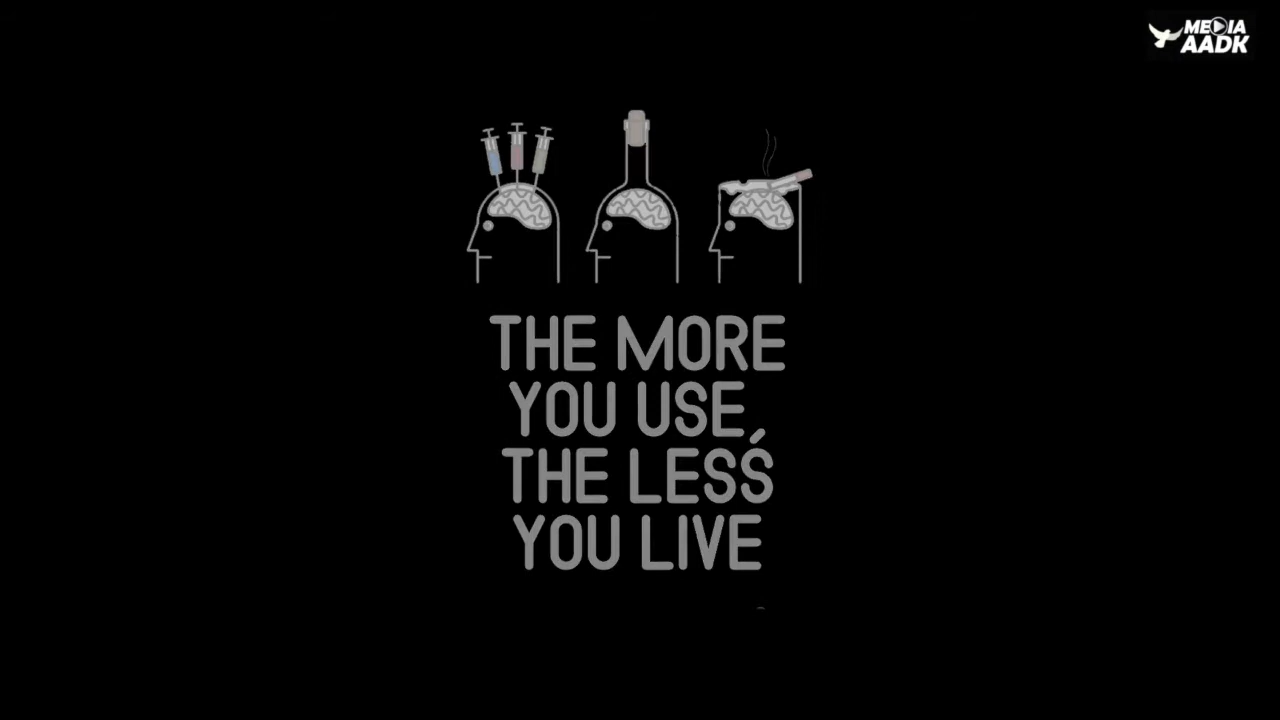 MEDIA
AADK
THE MORE
YOU USE,
THE LESS
YOU LIVE